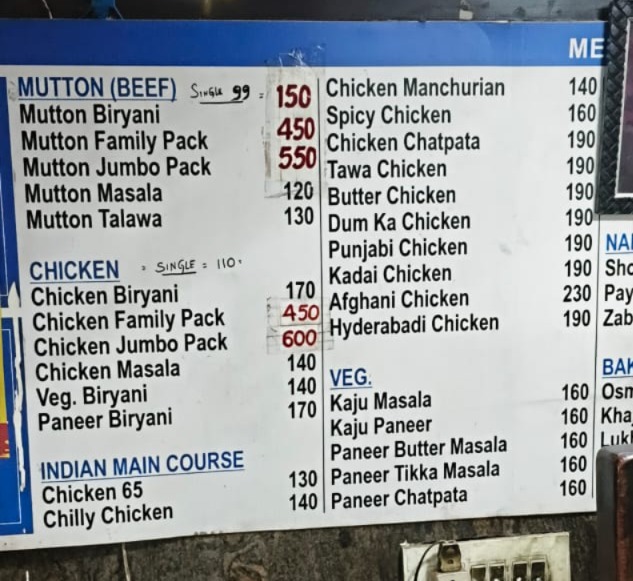 ME
MUTTON (BEEF) SINGLE 99 = 150
Mutton Biryani
Mutton Family Pack 450
Mutton Jumbo Pack 550
Mutton Masala 120
Mutton Talawa 130
CHICKEN SINGLE = 110
Chicken Biryani 170
Chicken Family Pack 450
Chicken Jumbo Pack 600
Chicken Masala 140
Veg. Biryani 140
Paneer Biryani 170
INDIAN MAIN COURSE
Chicken 65 130
Chilly Chicken 140
Chicken Manchurian 140
Spicy Chicken 160
Chicken Chatpata 190
Tawa Chicken 190
Butter Chicken 190
Dum Ka Chicken 190
Punjabi Chicken 190
Kadai Chicken 190
Afghani Chicken 230
Hyderabadi Chicken 190
VEG.
Kaju Masala 160
Kaju Paneer 160
Paneer Butter Masala 160
Paneer Tikka Masala 160
Paneer Chatpata 160
NA
Sho
Pay
Zab
BAK
Osm
Kha
Luk